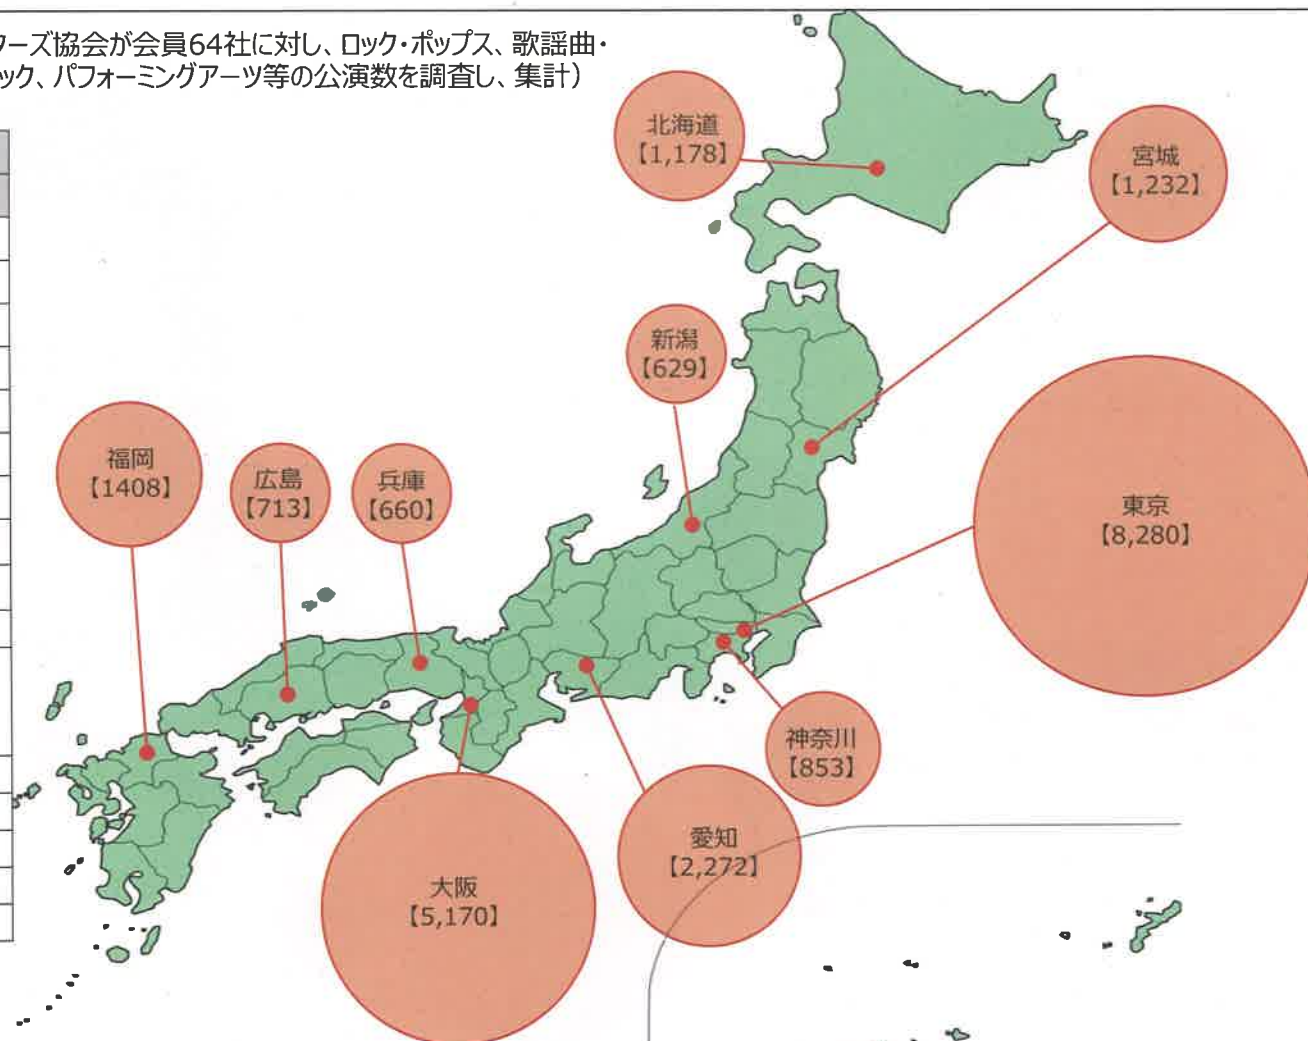 ターズ協会が会員64社に対し、ロック・ポップス、歌謡曲・
ック、パフォーミングアーツ等の公演数を調査し、集計）
北海道
【1,178】
宮城
【1,232】
新潟
【629】
福岡
【1408】
広島
【713】
兵庫
【660】
東京
【8,280】
神奈川
【853】
愛知
【2,272】
大阪
【5,170】